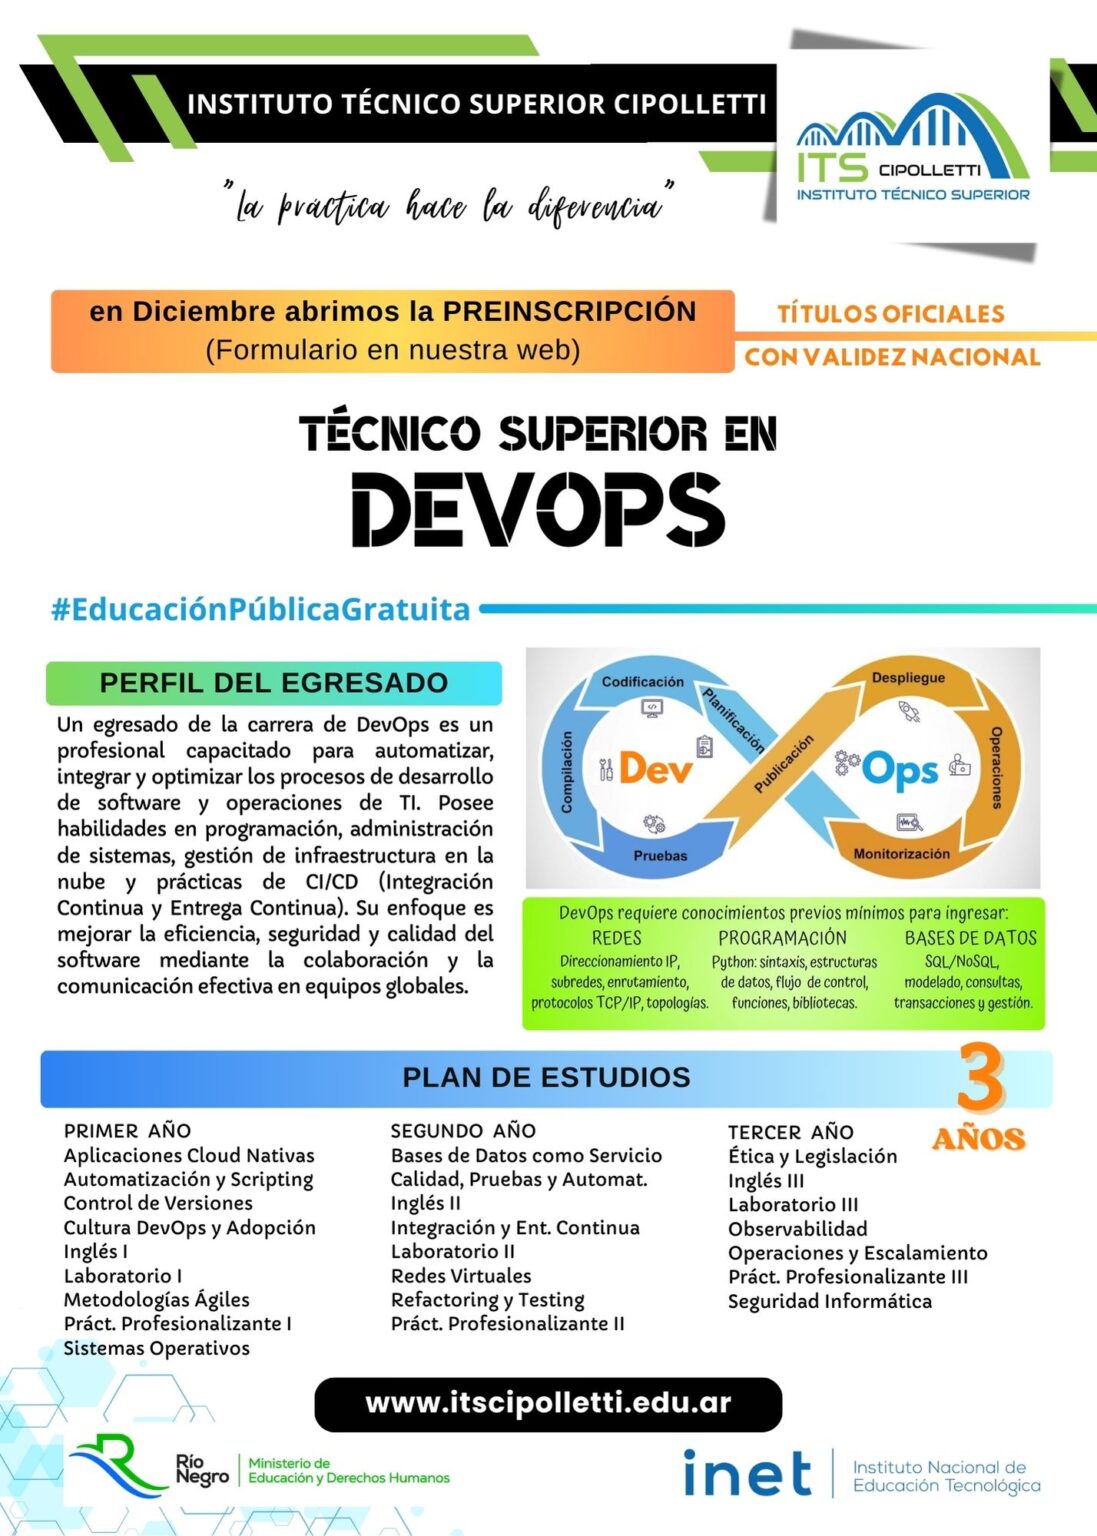 INSTITUTO TÉCNICO SUPERIOR CIPOLLETTI
ITS CIPOLLETTI
INSTITUTO TÉCNICO SUPERIOR
"La práctica hace la diferencia"
en Diciembre abrimos la PREINSCRIPCIÓN
(Formulario en nuestra web)
TÍTULOS OFICIALES
CON VALIDEZ NACIONAL
TÉCNICO SUPERIOR EN
DEVOPS
#EducaciónPúblicaGratuita
PERFIL DEL EGRESADO
Un egresado de la carrera de DevOps es un
profesional capacitado para automatizar,
integrar y optimizar los procesos de desarrollo
de software y operaciones de TI. Posee
habilidades en programación, administración
de sistemas, gestión de infraestructura en la
nube y prácticas de CI/CD (Integración
Continua y Entrega Continua). Su enfoque es
mejorar la eficiencia, seguridad y calidad del
software mediante la colaboración y la
comunicación efectiva en equipos globales.
Codificación
Planificación
Compilación
Dev
Pruebas
Publicación
Despliegue
Operaciones
Ops
Monitorización
DevOps requiere conocimientos previos mínimos para ingresar:
REDES
Direccionamiento IP,
subredes, enrutamiento,
protocolos TCP/IP, topologías.
PROGRAMACIÓN
Python: sintaxis, estructuras
de datos, flujo de control,
funciones, bibliotecas.
BASES DE DATOS
SQL/NoSQL,
modelado, consultas,
transacciones y gestión.
PLAN DE ESTUDIOS
3
AÑOS
PRIMER AÑO
Aplicaciones Cloud Nativas
Automatización y Scripting
Control de Versiones
Cultura DevOps y Adopción
Inglés I
Laboratorio I
Metodologías Ágiles
Práct. Profesionalizante I
Sistemas Operativos
SEGUNDO AÑO
Bases de Datos como Servicio
Calidad, Pruebas y Automat.
Inglés II
Integración y Ent. Continua
Laboratorio II
Redes Virtuales
Refactoring y Testing
Práct. Profesionalizante II
TERCER AÑO
Ética y Legislación
Inglés III
Laboratorio III
Observabilidad
Operaciones y Escalamiento
Práct. Profesionalizante III
Seguridad Informática
www.itscipolletti.edu.ar
Río
Negro
Ministerio de
Educación y Derechos Humanos
inet
Instituto Nacional de
Educación Tecnológica